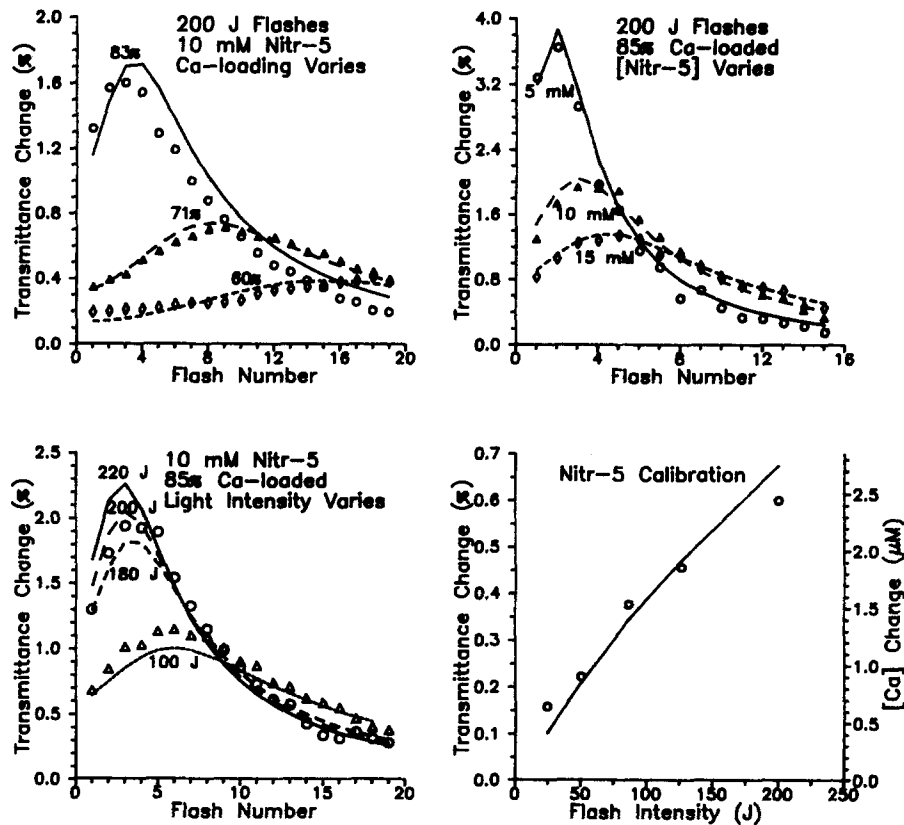 200 J Flashes
10 mM Nitr-5
Ca-loading Varies
83%
71%
60%
Transmittance Change (%)
2.0
1.6
1.2
0.8
0.4
0.0
0 4 8 12 16 20
Flash Number
200 J Flashes
85% Ca-loaded
[Nitr-5] Varies
5 mM
10 mM
15 mM
Transmittance Change (%)
4.0
3.2
2.4
1.6
0.8
0.0
0 4 8 12 16
Flash Number
10 mM Nitr-5
85% Ca-loaded
Light Intensity Varies
220 J
200 J
180 J
100 J
Transmittance Change (%)
2.5
2.0
1.5
1.0
0.5
0.0
0 5 10 15 20
Flash Number
Nitr-5 Calibration
Transmittance Change (%)
0.7
0.6
0.5
0.4
0.3
0.2
0.1
0.0
0 50 100 150 200 250
Flash Intensity (J)
2.5
2.0
1.5
1.0
0.5
0.0
[Ca] Change (μM)